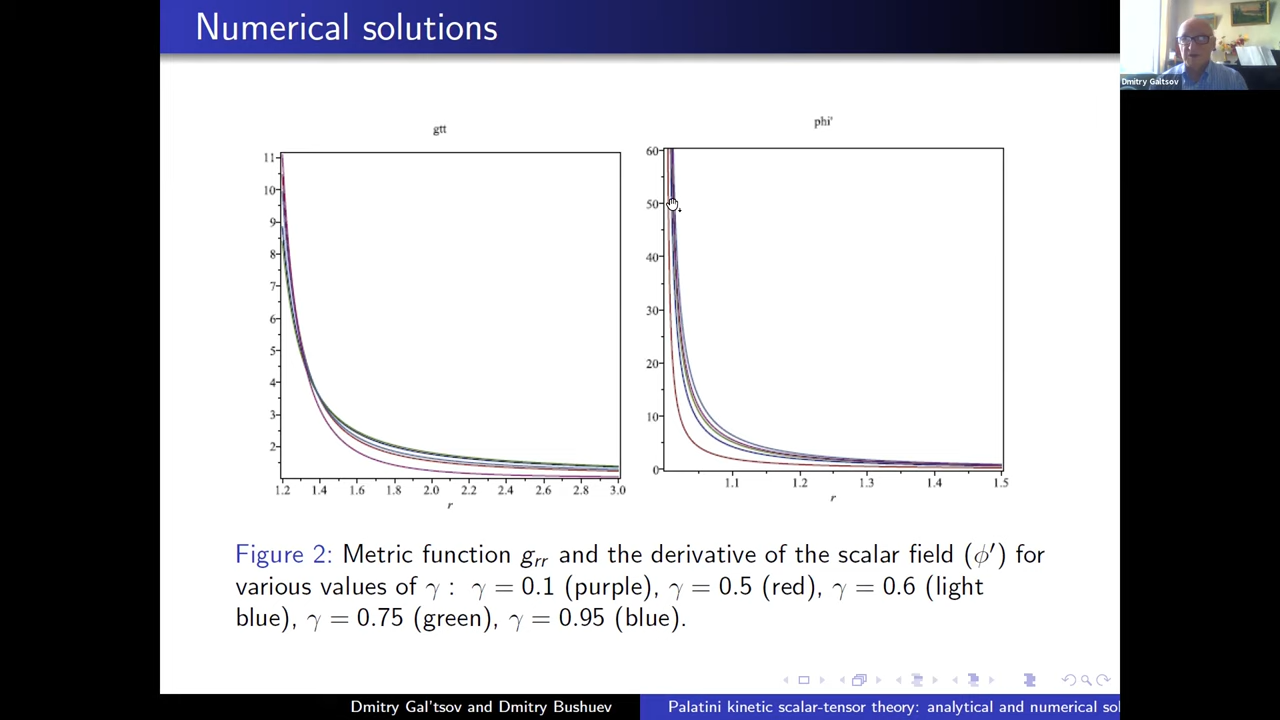 Numerical solutions
Dmitry Galtsov
gtt
11
10
9
8
7
6
5
4
3
2
1.2 1.4 1.6 1.8 2.0 2.2 2.4 2.6 2.8 3.0
r
phi'
60
50
40
30
20
10
0
1.1 1.2 1.3 1.4 1.5
r
Figure 2: Metric function g_rr and the derivative of the scalar field (ϕ′) for
various values of γ : γ = 0.1 (purple), γ = 0.5 (red), γ = 0.6 (light
blue), γ = 0.75 (green), γ = 0.95 (blue).
Dmitry Gal'tsov and Dmitry Bushuev
Palatini kinetic scalar-tensor theory: analytical and numerical sol